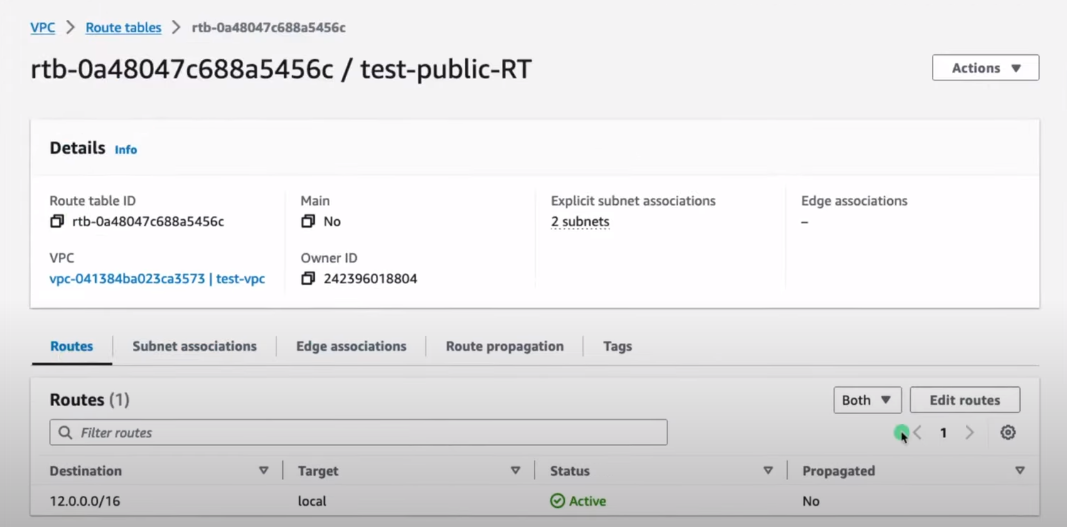 VPC > Route tables > rtb-0a48047c688a5456c
rtb-0a48047c688a5456c / test-public-RT
Actions
Details Info
Route table ID
rtb-0a48047c688a5456c
Main
No
Explicit subnet associations
2 subnets
Edge associations
–
VPC
vpc-041384ba023ca3573 | test-vpc
Owner ID
242396018804
Routes Subnet associations Edge associations Route propagation Tags
Routes (1)
Both
Edit routes
Filter routes
1
Destination Target Status Propagated
12.0.0.0/16 local Active No